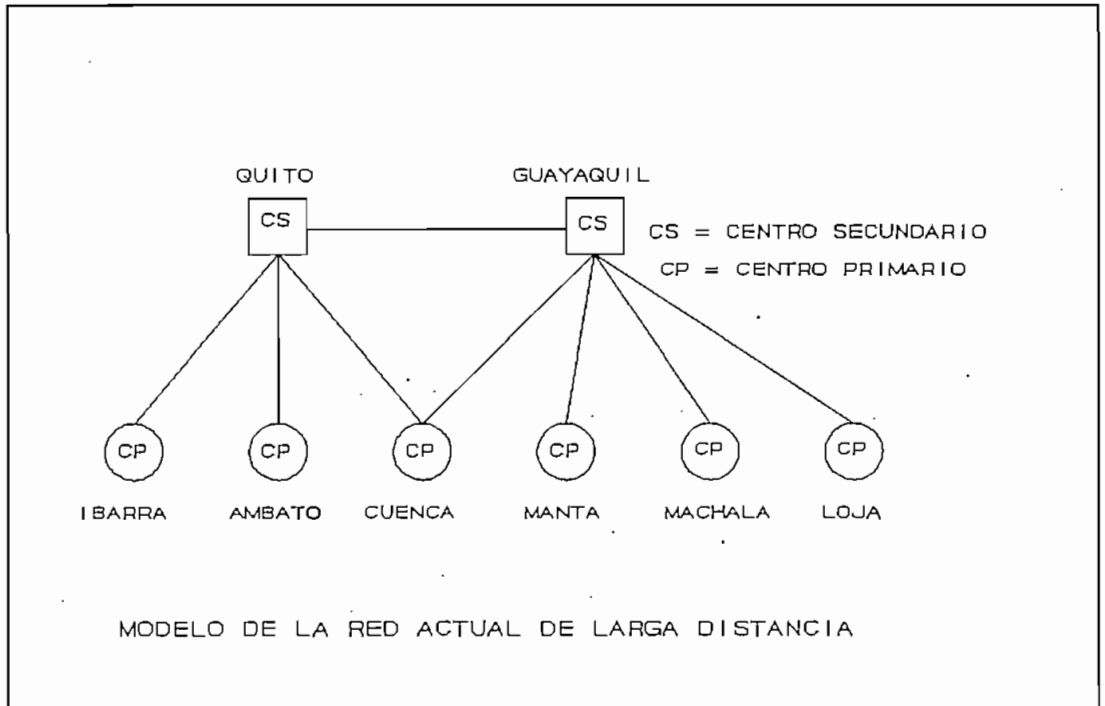 QUITO
GUAYAQUIL
CS
CS
CS = CENTRO SECUNDARIO
CP = CENTRO PRIMARIO
CP
CP
CP
CP
CP
CP
IBARRA
AMBATO
CUENCA
MANTA
MACHALA
LOJA
MODELO DE LA RED ACTUAL DE LARGA DISTANCIA